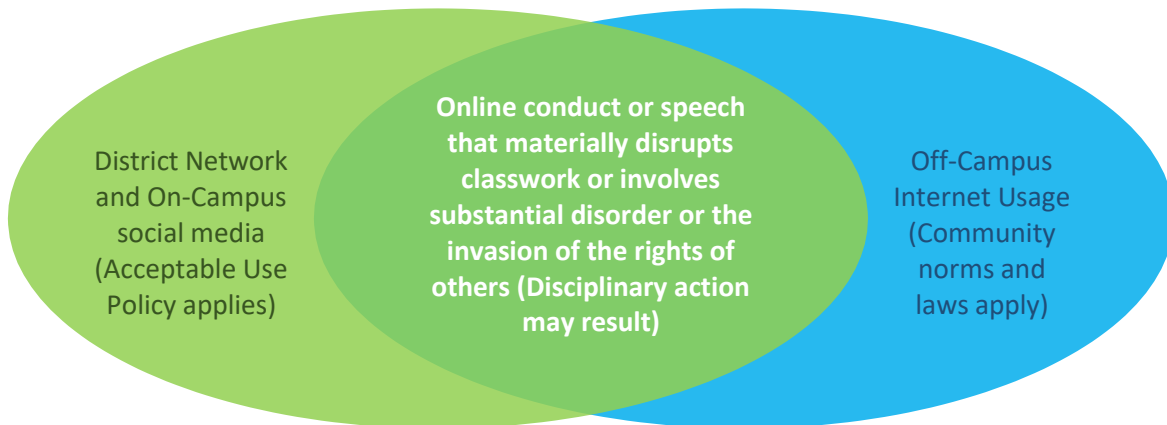 District Network
and On-Campus
social media
(Acceptable Use
Policy applies)
Online conduct or speech
that materially disrupts
classwork or involves
substantial disorder or the
invasion of the rights of
others (Disciplinary action
may result)
Off-Campus
Internet Usage
(Community
norms and
laws apply)